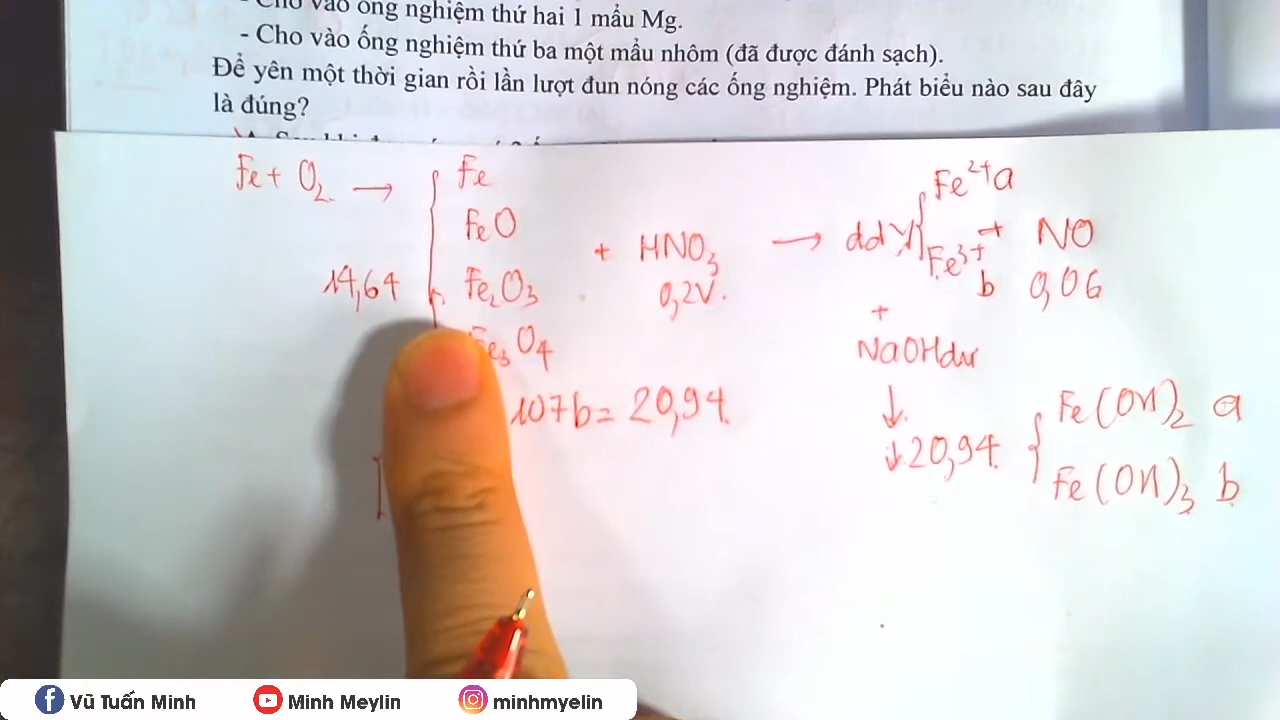 - Cho vào ống nghiệm thứ hai 1 mẩu Mg.
- Cho vào ống nghiệm thứ ba một mẩu nhôm (đã được đánh sạch).
Để yên một thời gian rồi lần lượt đun nóng các ống nghiệm. Phát biểu nào sau đây
là đúng?
Fe + O2 → Fe
FeO
14,64 Fe2O3
Fe3O4
+ HNO3
0,2V.
→ ddY Fe2+ a
Fe3+ b
+ NO
0,06
+
NaOH dư
↓
107b = 20,94
↓ 20,94 Fe(OH)2 a
Fe(OH)3 b
Vũ Tuấn Minh Minh Meylin minhmyelin